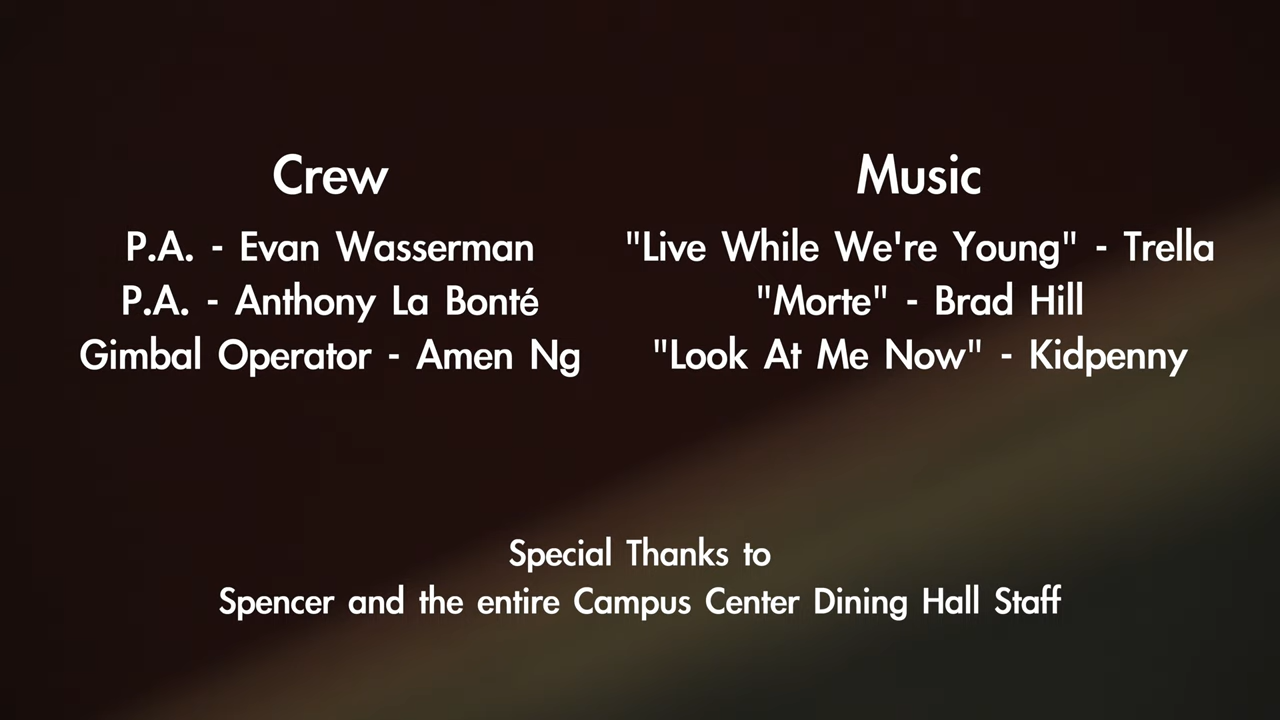 Crew
P.A. - Evan Wasserman
P.A. - Anthony La Bonté
Gimbal Operator - Amen Ng
Music
"Live While We're Young" - Trella
"Morte" - Brad Hill
"Look At Me Now" - Kidpenny
Special Thanks to
Spencer and the entire Campus Center Dining Hall Staff